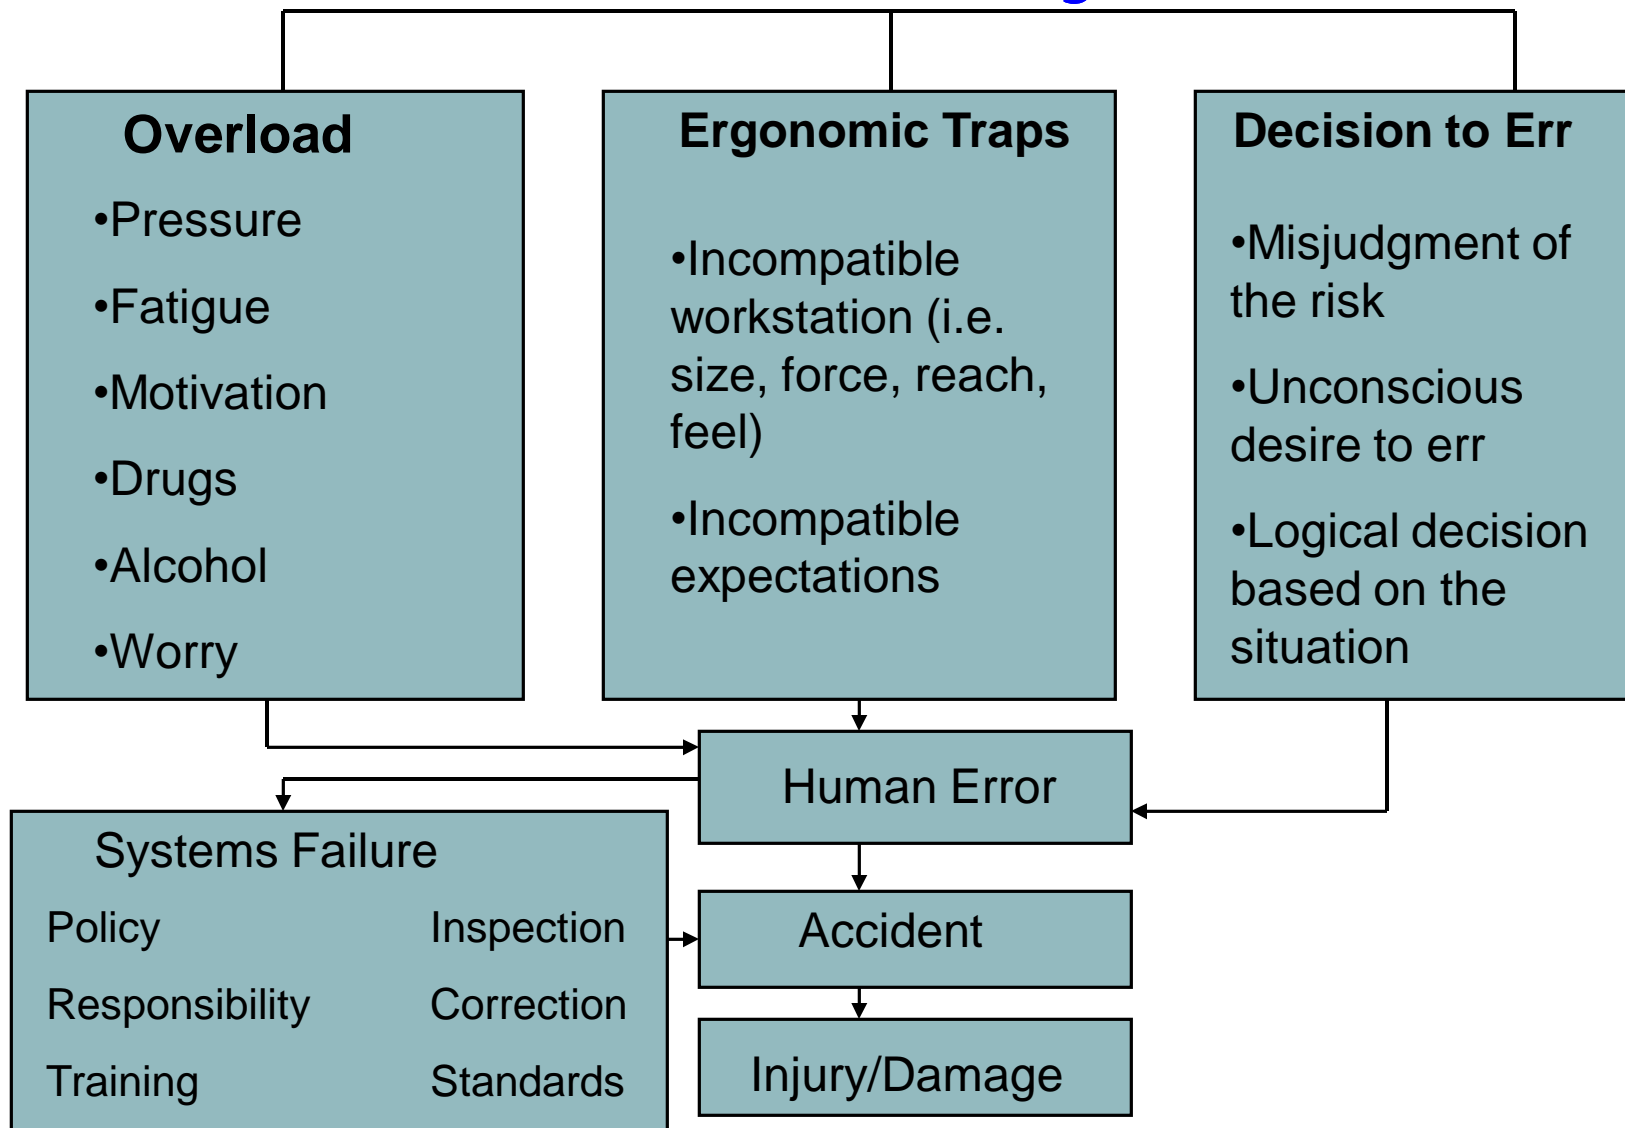 Overload
•Pressure
•Fatigue
•Motivation
•Drugs
•Alcohol
•Worry
Ergonomic Traps
•Incompatible
workstation (i.e.
size, force, reach,
feel)
•Incompatible
expectations
Decision to Err
•Misjudgment of
the risk
•Unconscious
desire to err
•Logical decision
based on the
situation
Human Error
Systems Failure
Policy Inspection
Responsibility Correction
Training Standards
Accident
Injury/Damage